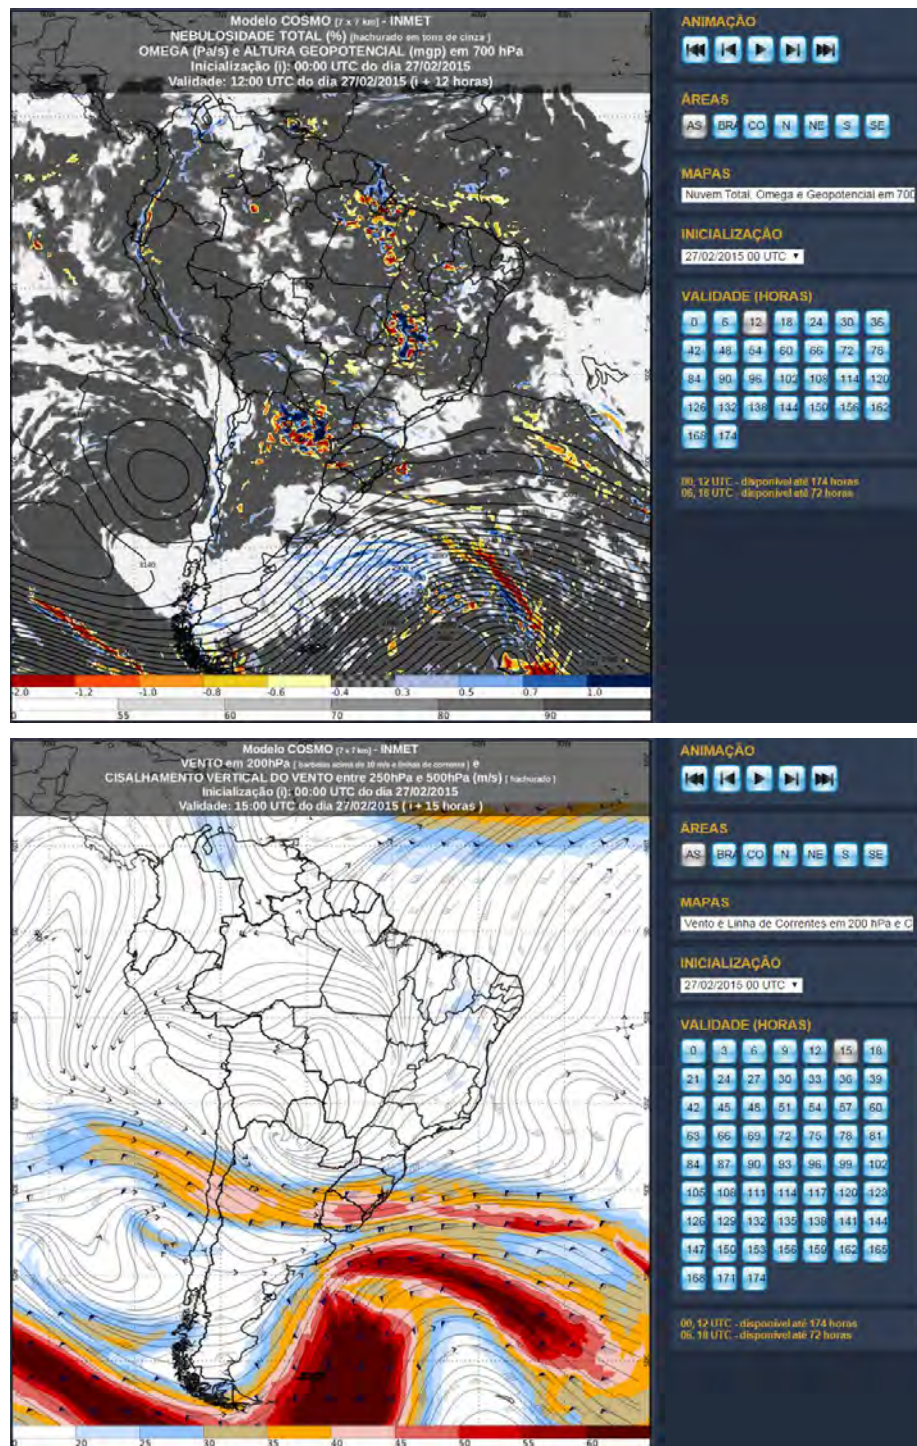 Modelo COSMO [7 x 7 km] - INMET
NEBULOSIDADE TOTAL (%) (hachurado em tons de cinza )
OMEGA (Pa/s) e ALTURA GEOPOTENCIAL (mgp) em 700 hPa
Inicialização (i): 00:00 UTC do dia 27/02/2015
Validade: 12:00 UTC do dia 27/02/2015 (i + 12 horas)
3140
-2.0 -1.2 -1.0 -0.8 -0.6 -0.4 0.3 0.5 0.7 1.0
0 55 60 70 80 90
ANIMAÇÃO
ÁREAS
AS BRA CO N NE S SE
MAPAS
Nuvem Total, Omega e Geopotencial em 700
INICIALIZAÇÃO
27/02/2015 00 UTC
VALIDADE (HORAS)
0 6 12 18 24 30 36
42 48 54 60 66 72 78
84 90 96 102 108 114 120
126 132 138 144 150 156 162
168 174
00, 12 UTC - disponível até 174 horas
06, 18 UTC - disponível até 72 horas
Modelo COSMO [7 x 7 km] - INMET
VENTO em 200hPa ( barbelas acima de 10 m/s e linhas de corrente ) e
CISALHAMENTO VERTICAL DO VENTO entre 250hPa e 500hPa (m/s) ( hachurado )
Inicialização (i): 00:00 UTC do dia 27/02/2015
Validade: 15:00 UTC do dia 27/02/2015 ( i + 15 horas )
0 20 25 30 35 40 45 50 55 60 65
ANIMAÇÃO
ÁREAS
AS BRA CO N NE S SE
MAPAS
Vento e Linha de Correntes em 200 hPa e C
INICIALIZAÇÃO
27/02/2015 00 UTC
VALIDADE (HORAS)
0 3 6 9 12 15 18
21 24 27 30 33 36 39
42 45 48 51 54 57 60
63 66 69 72 75 78 81
84 87 90 93 96 99 102
105 108 111 114 117 120 123
126 129 132 135 138 141 144
147 150 153 156 159 162 165
168 171 174
00, 12 UTC - disponível até 174 horas
06, 18 UTC - disponível até 72 horas